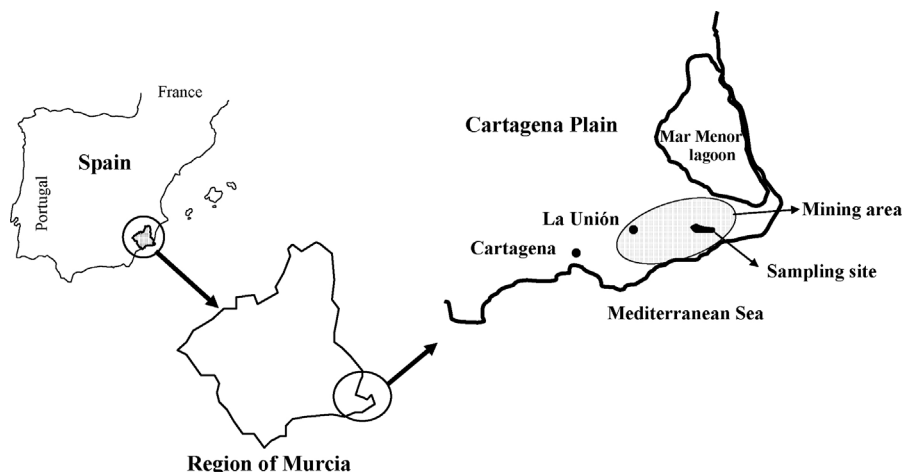 France
Spain
Portugal
Cartagena Plain
Mar Menor
lagoon
La Unión
Mining area
Cartagena
Sampling site
Mediterranean Sea
Region of Murcia